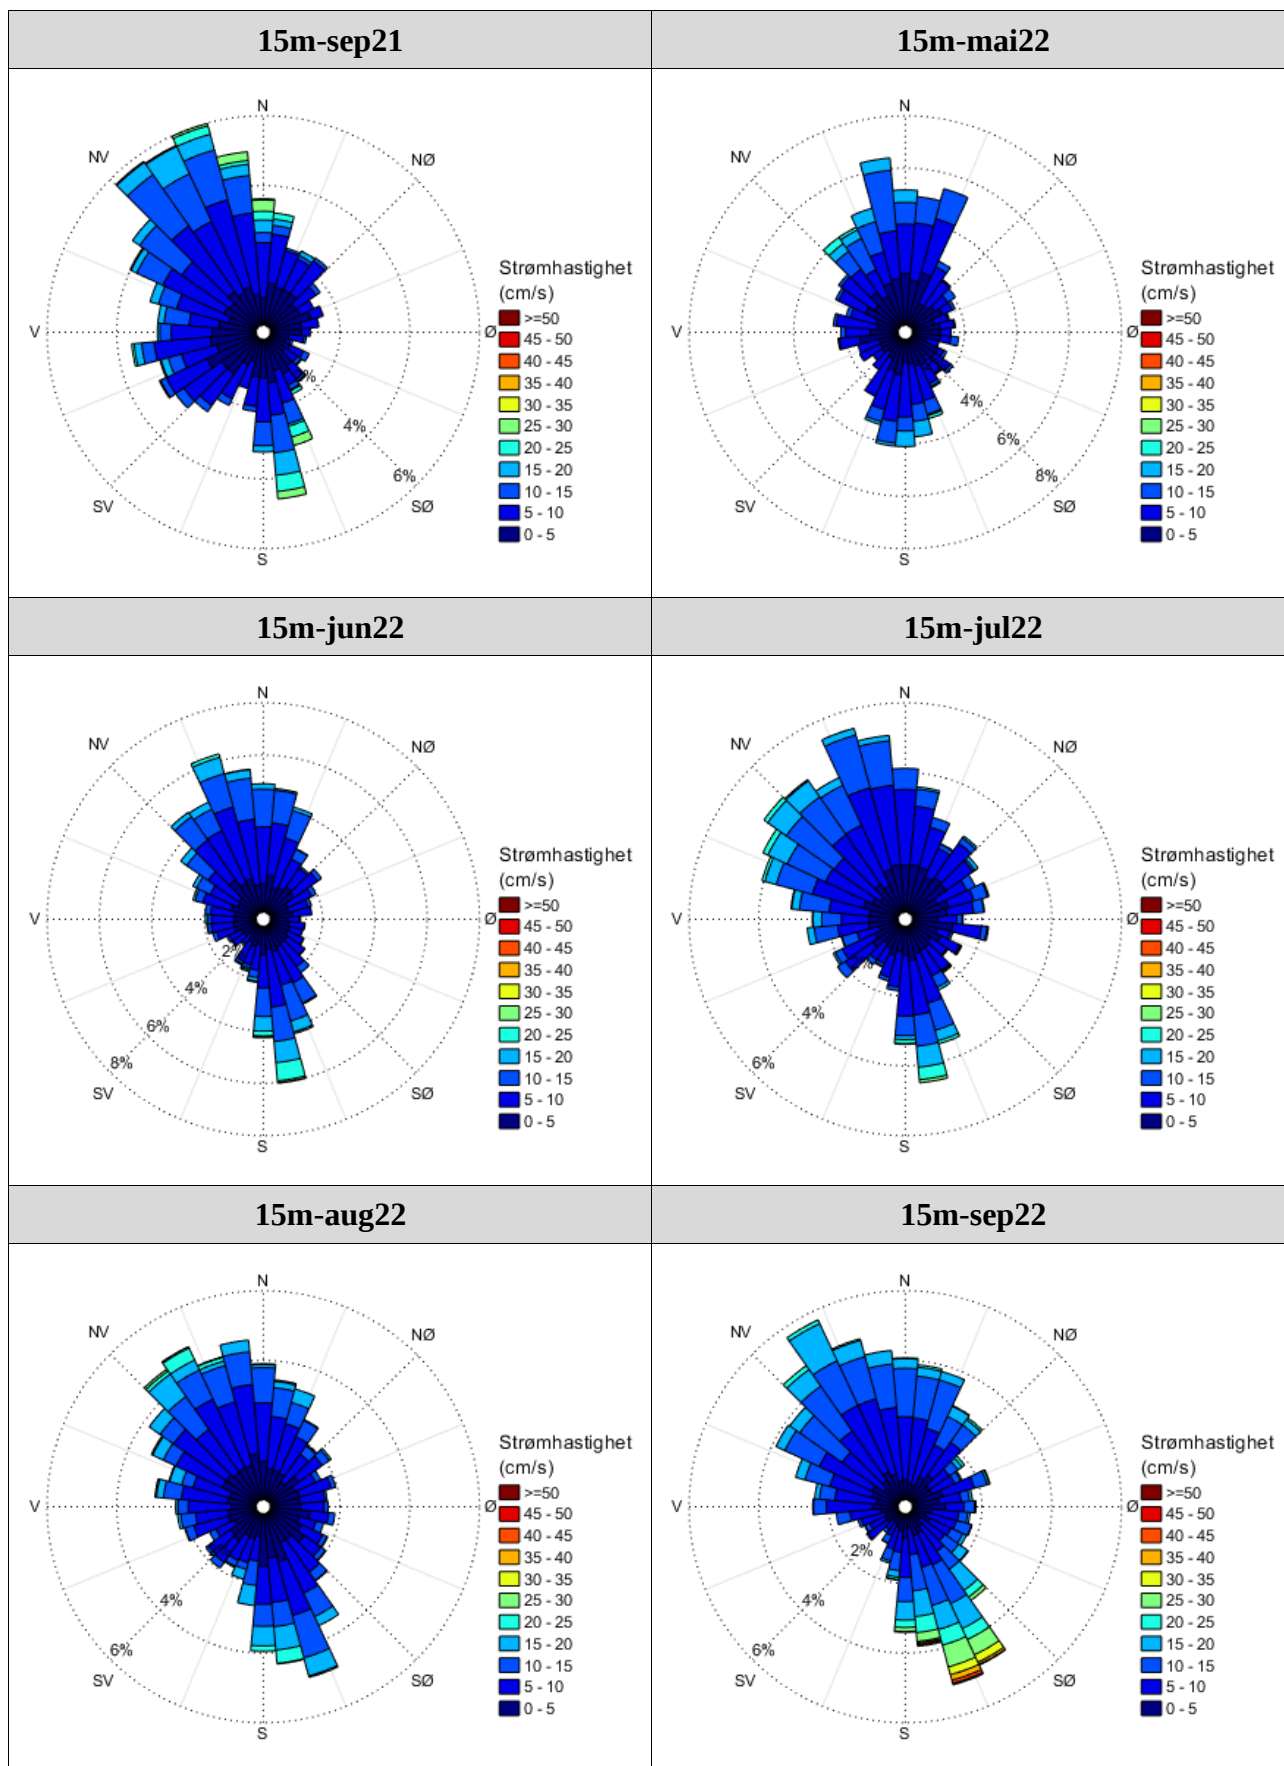 15m-sep21
15m-mai22
N
NV
NØ
V
Ø
4%
6%
SV
SØ
S
Strømhastighet
(cm/s)
>=50
45 - 50
40 - 45
35 - 40
30 - 35
25 - 30
20 - 25
15 - 20
10 - 15
5 - 10
0 - 5
N
NV
NØ
V
Ø
4%
6%
8%
SV
SØ
S
Strømhastighet
(cm/s)
>=50
45 - 50
40 - 45
35 - 40
30 - 35
25 - 30
20 - 25
15 - 20
10 - 15
5 - 10
0 - 5
15m-jun22
15m-jul22
N
NV
NØ
V
Ø
2%
4%
6%
8%
SV
SØ
S
Strømhastighet
(cm/s)
>=50
45 - 50
40 - 45
35 - 40
30 - 35
25 - 30
20 - 25
15 - 20
10 - 15
5 - 10
0 - 5
N
NV
NØ
V
Ø
4%
6%
SV
SØ
S
Strømhastighet
(cm/s)
>=50
45 - 50
40 - 45
35 - 40
30 - 35
25 - 30
20 - 25
15 - 20
10 - 15
5 - 10
0 - 5
15m-aug22
15m-sep22
N
NV
NØ
V
Ø
4%
6%
SV
SØ
S
Strømhastighet
(cm/s)
>=50
45 - 50
40 - 45
35 - 40
30 - 35
25 - 30
20 - 25
15 - 20
10 - 15
5 - 10
0 - 5
N
NV
NØ
V
Ø
2%
4%
6%
SV
SØ
S
Strømhastighet
(cm/s)
>=50
45 - 50
40 - 45
35 - 40
30 - 35
25 - 30
20 - 25
15 - 20
10 - 15
5 - 10
0 - 5